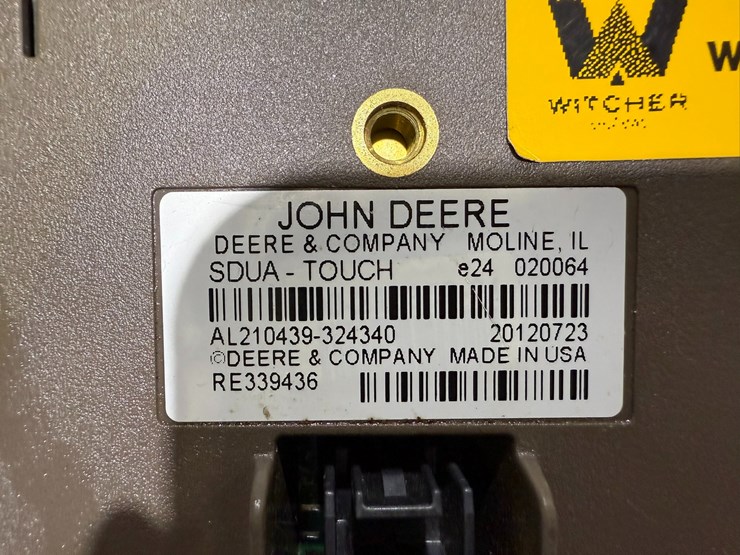 W
WITCHER
JOHN DEERE
DEERE & COMPANY MOLINE, IL
SDUA - TOUCH e24 020064
AL210439-324340 20120723
©DEERE & COMPANY MADE IN USA
RE339436